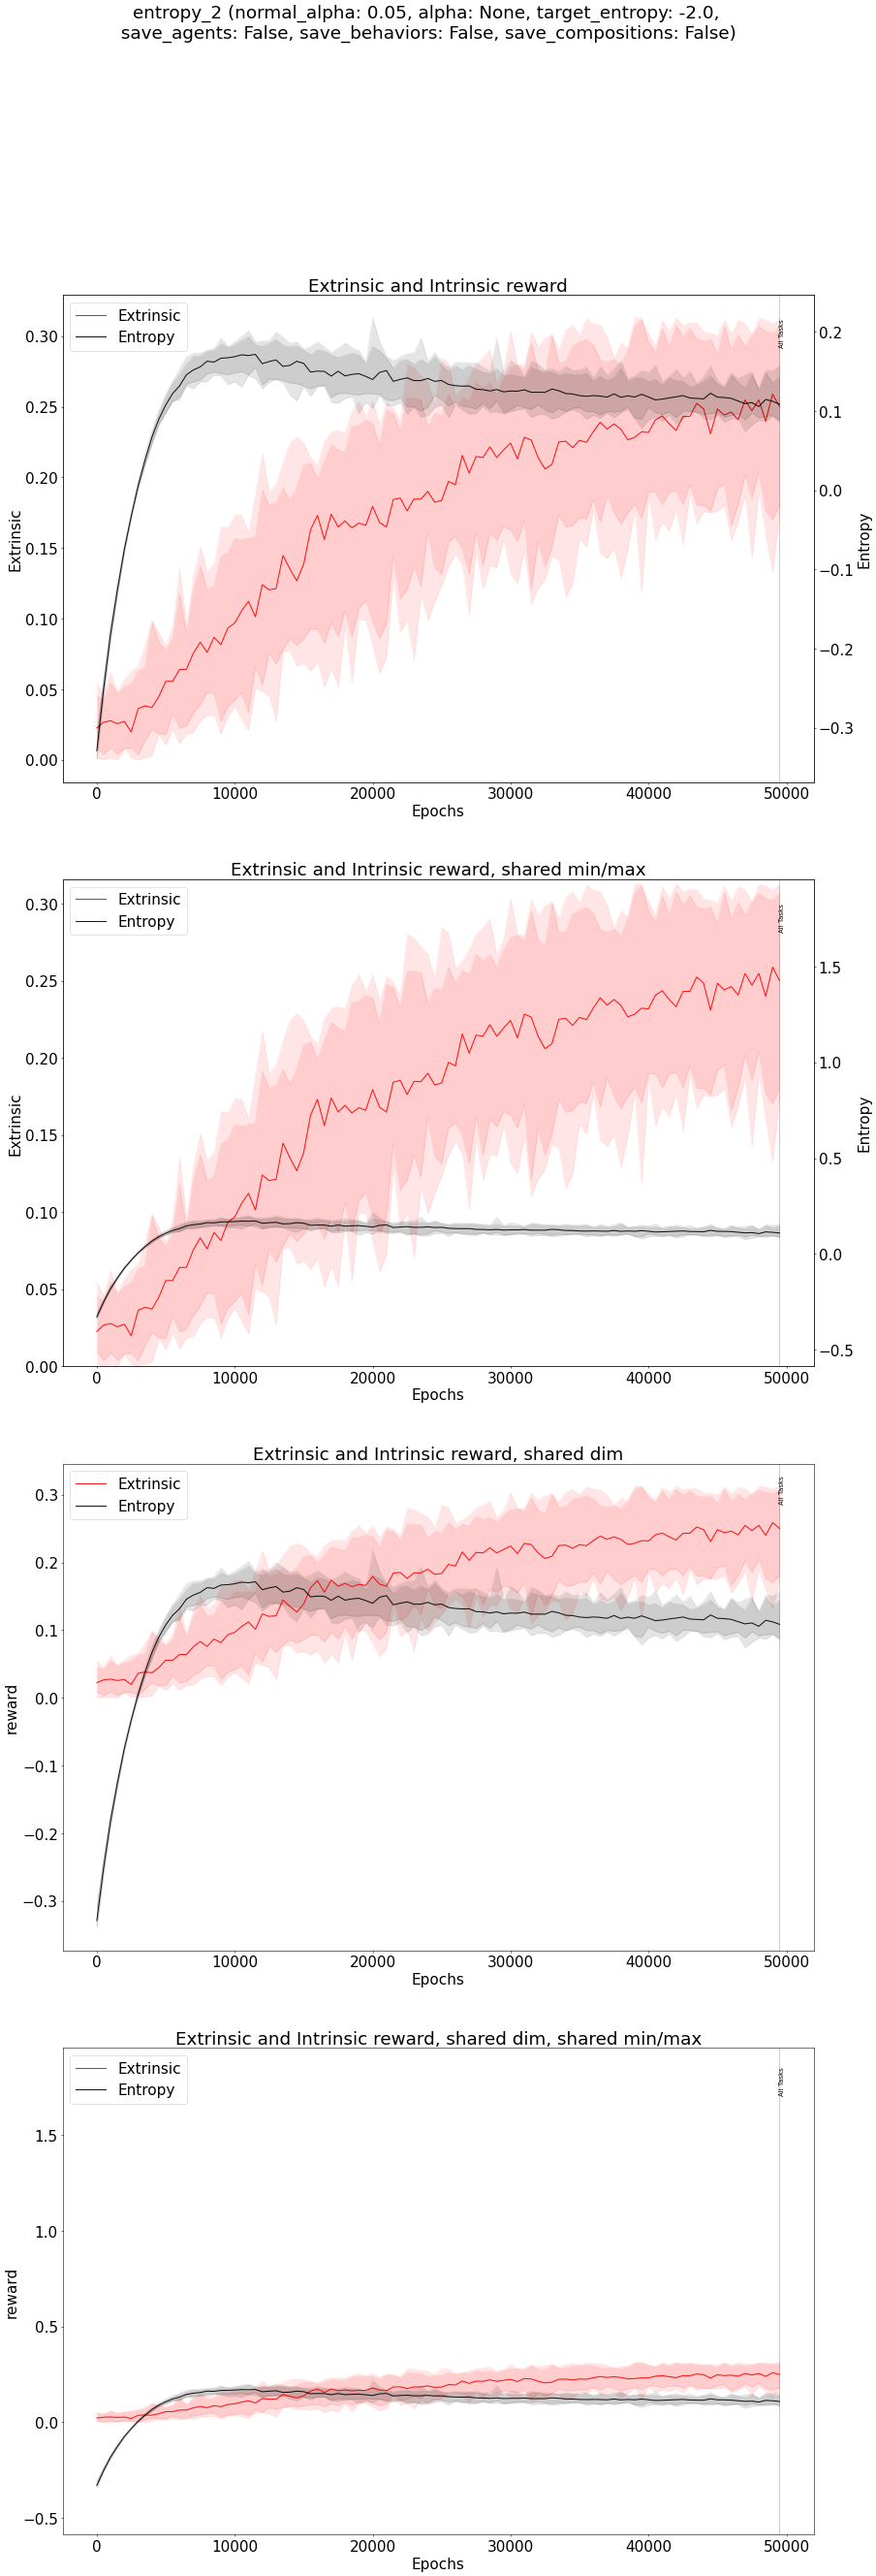 entropy_2 (normal_alpha: 0.05, alpha: None, target_entropy: -2.0,
save_agents: False, save_behaviors: False, save_compositions: False)
Extrinsic and Intrinsic reward
Extrinsic
Entropy
All Tasks
0.30
0.25
0.20
0.15
0.10
0.05
0.00
Extrinsic
0.2
0.1
0.0
−0.1
−0.2
−0.3
Entropy
0 10000 20000 30000 40000 50000
Epochs
Extrinsic and Intrinsic reward, shared min/max
Extrinsic
Entropy
All Tasks
0.30
0.25
0.20
0.15
0.10
0.05
0.00
Extrinsic
1.5
1.0
0.5
0.0
−0.5
Entropy
0 10000 20000 30000 40000 50000
Epochs
Extrinsic and Intrinsic reward, shared dim
Extrinsic
Entropy
All Tasks
0.3
0.2
0.1
0.0
−0.1
−0.2
−0.3
reward
0 10000 20000 30000 40000 50000
Epochs
Extrinsic and Intrinsic reward, shared dim, shared min/max
Extrinsic
Entropy
All Tasks
1.5
1.0
0.5
0.0
−0.5
reward
0 10000 20000 30000 40000 50000
Epochs